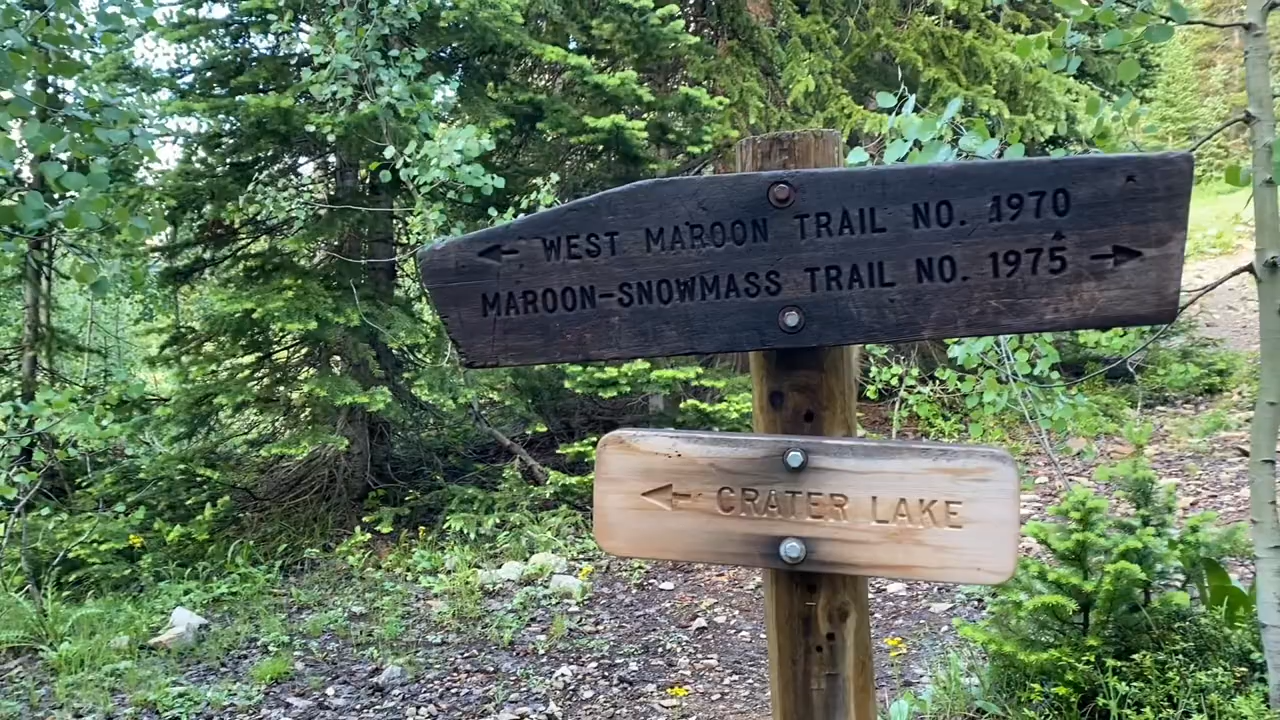 ← WEST MAROON TRAIL NO. 1970
MAROON-SNOWMASS TRAIL NO. 1975 →
← CRATER LAKE